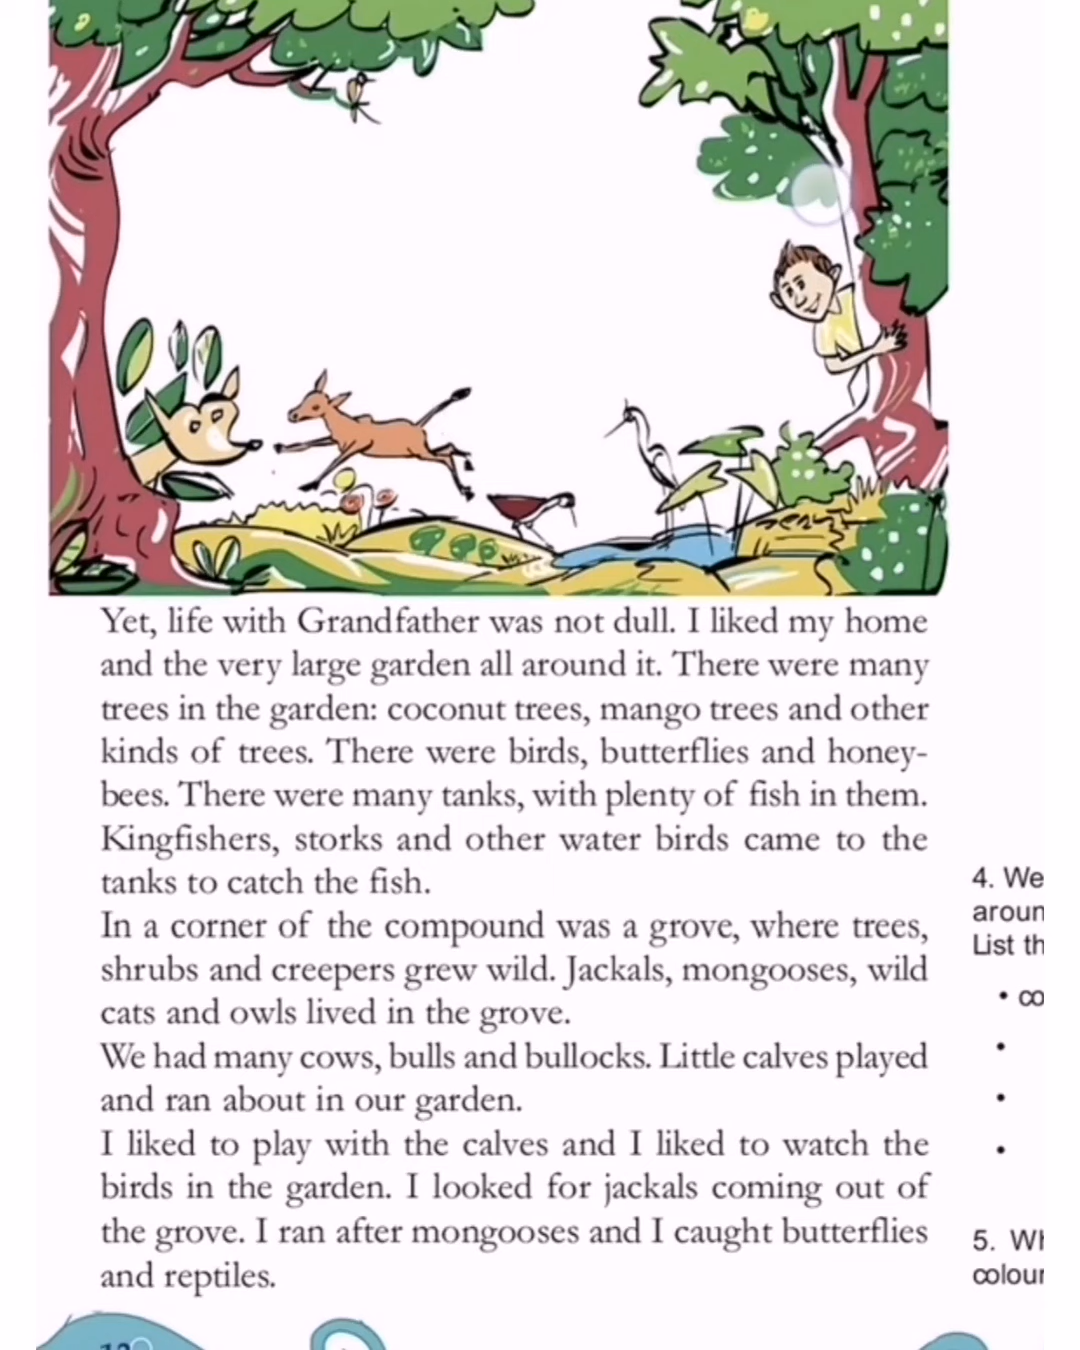 Yet, life with Grandfather was not dull. I liked my home
and the very large garden all around it. There were many
trees in the garden: coconut trees, mango trees and other
kinds of trees. There were birds, butterflies and honey-
bees. There were many tanks, with plenty of fish in them.
Kingfishers, storks and other water birds came to the
tanks to catch the fish.
In a corner of the compound was a grove, where trees,
shrubs and creepers grew wild. Jackals, mongooses, wild
cats and owls lived in the grove.
We had many cows, bulls and bullocks. Little calves played
and ran about in our garden.
I liked to play with the calves and I liked to watch the
birds in the garden. I looked for jackals coming out of
the grove. I ran after mongooses and I caught butterflies
and reptiles.
4. We
aroun
List th
• co
•
•
•
5. Wh
colour